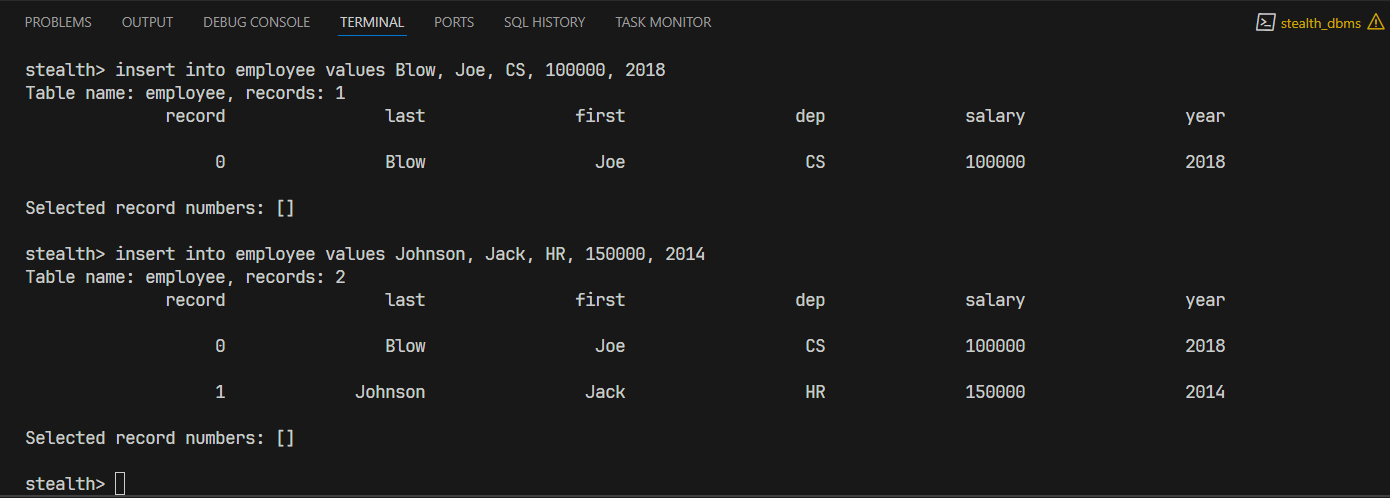 PROBLEMS OUTPUT DEBUG CONSOLE TERMINAL PORTS SQL HISTORY TASK MONITOR stealth_dbms
stealth> insert into employee values Blow, Joe, CS, 100000, 2018
Table name: employee, records: 1
record last first dep salary year
0 Blow Joe CS 100000 2018
Selected record numbers: []
stealth> insert into employee values Johnson, Jack, HR, 150000, 2014
Table name: employee, records: 2
record last first dep salary year
0 Blow Joe CS 100000 2018
1 Johnson Jack HR 150000 2014
Selected record numbers: []
stealth>